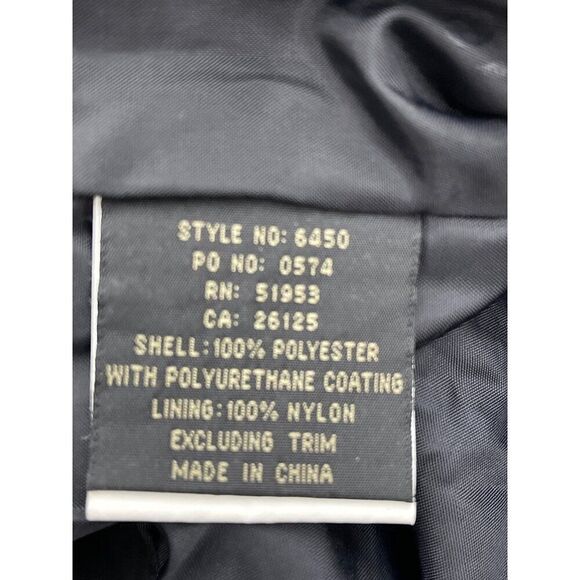 STYLE NO: 6450
PO NO: 0574
RN: 51953
CA: 26125
SHELL:100% POLYESTER
WITH POLYURETHANE COATING
LINING:100% NYLON
EXCLUDING TRIM
MADE IN CHINA